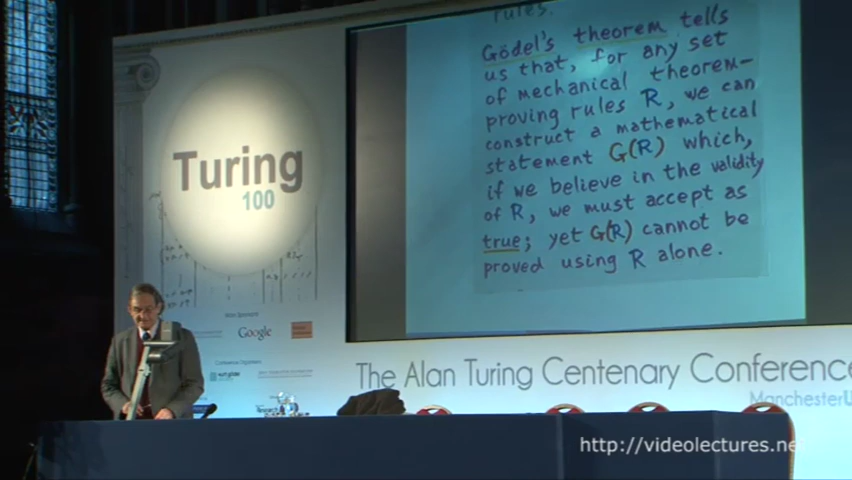 rules.
Gödel's theorem tells
us that, for any set
of mechanical theorem-
proving rules R, we can
construct a mathematical
statement G(R) which,
if we believe in the validity
of R, we must accept as
true; yet G(R) cannot be
proved using R alone.
Turing
100
Google
The Alan Turing Centenary Conference
Manchester
http://videolectures.net